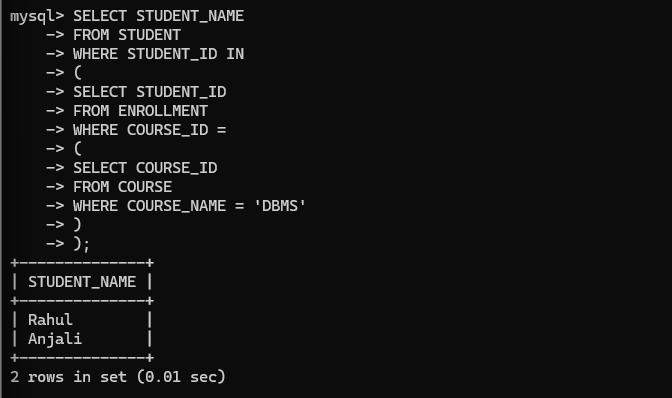 mysql> SELECT STUDENT_NAME
    -> FROM STUDENT
    -> WHERE STUDENT_ID IN
    -> (
    -> SELECT STUDENT_ID
    -> FROM ENROLLMENT
    -> WHERE COURSE_ID =
    -> (
    -> SELECT COURSE_ID
    -> FROM COURSE
    -> WHERE COURSE_NAME = 'DBMS'
    -> )
    -> );
+--------------+
| STUDENT_NAME |
+--------------+
| Rahul        |
| Anjali       |
+--------------+
2 rows in set (0.01 sec)